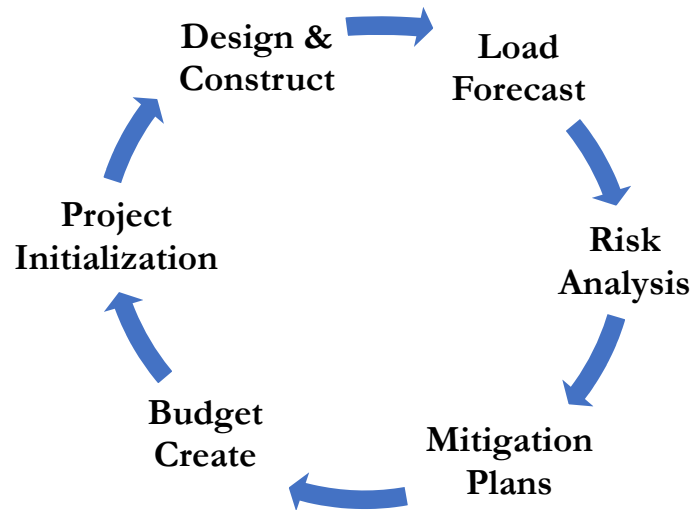 Design &
Construct
Load
Forecast
Risk
Analysis
Mitigation
Plans
Budget
Create
Project
Initialization